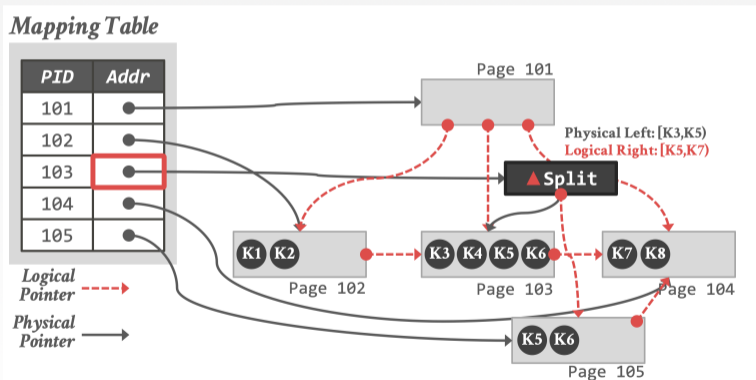 Mapping Table
PID Addr
101
102
103
104
105
Logical
Pointer
Physical
Pointer
Page 101
Physical Left: [K3,K5)
Logical Right: [K5,K7)
▲Split
K1 K2
Page 102
K3 K4 K5 K6
Page 103
K7 K8
Page 104
K5 K6
Page 105